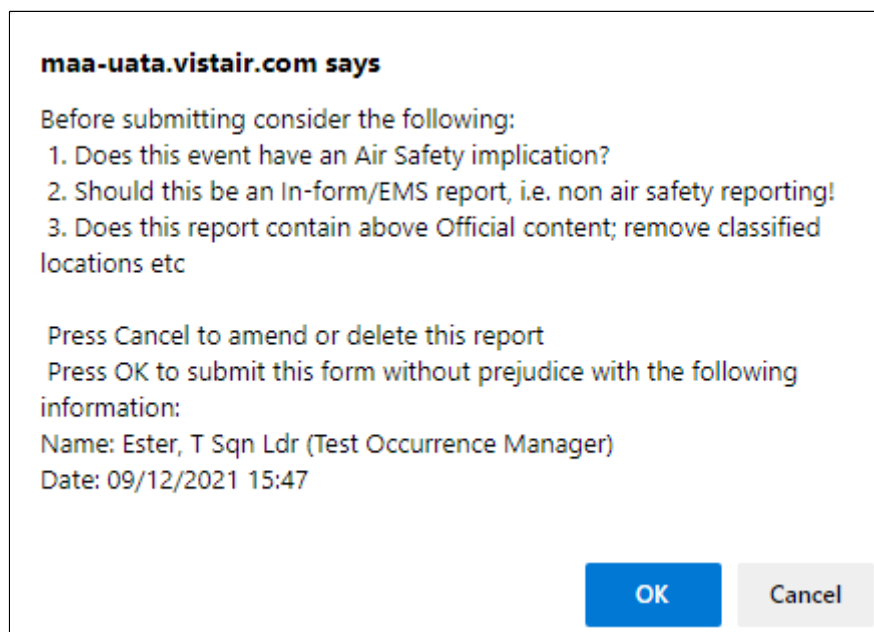 maa-uata.vistair.com says
Before submitting consider the following:
1. Does this event have an Air Safety implication?
2. Should this be an In-form/EMS report, i.e. non air safety reporting!
3. Does this report contain above Official content; remove classified
locations etc
Press Cancel to amend or delete this report
Press OK to submit this form without prejudice with the following
information:
Name: Ester, T Sqn Ldr (Test Occurrence Manager)
Date: 09/12/2021 15:47
OK Cancel